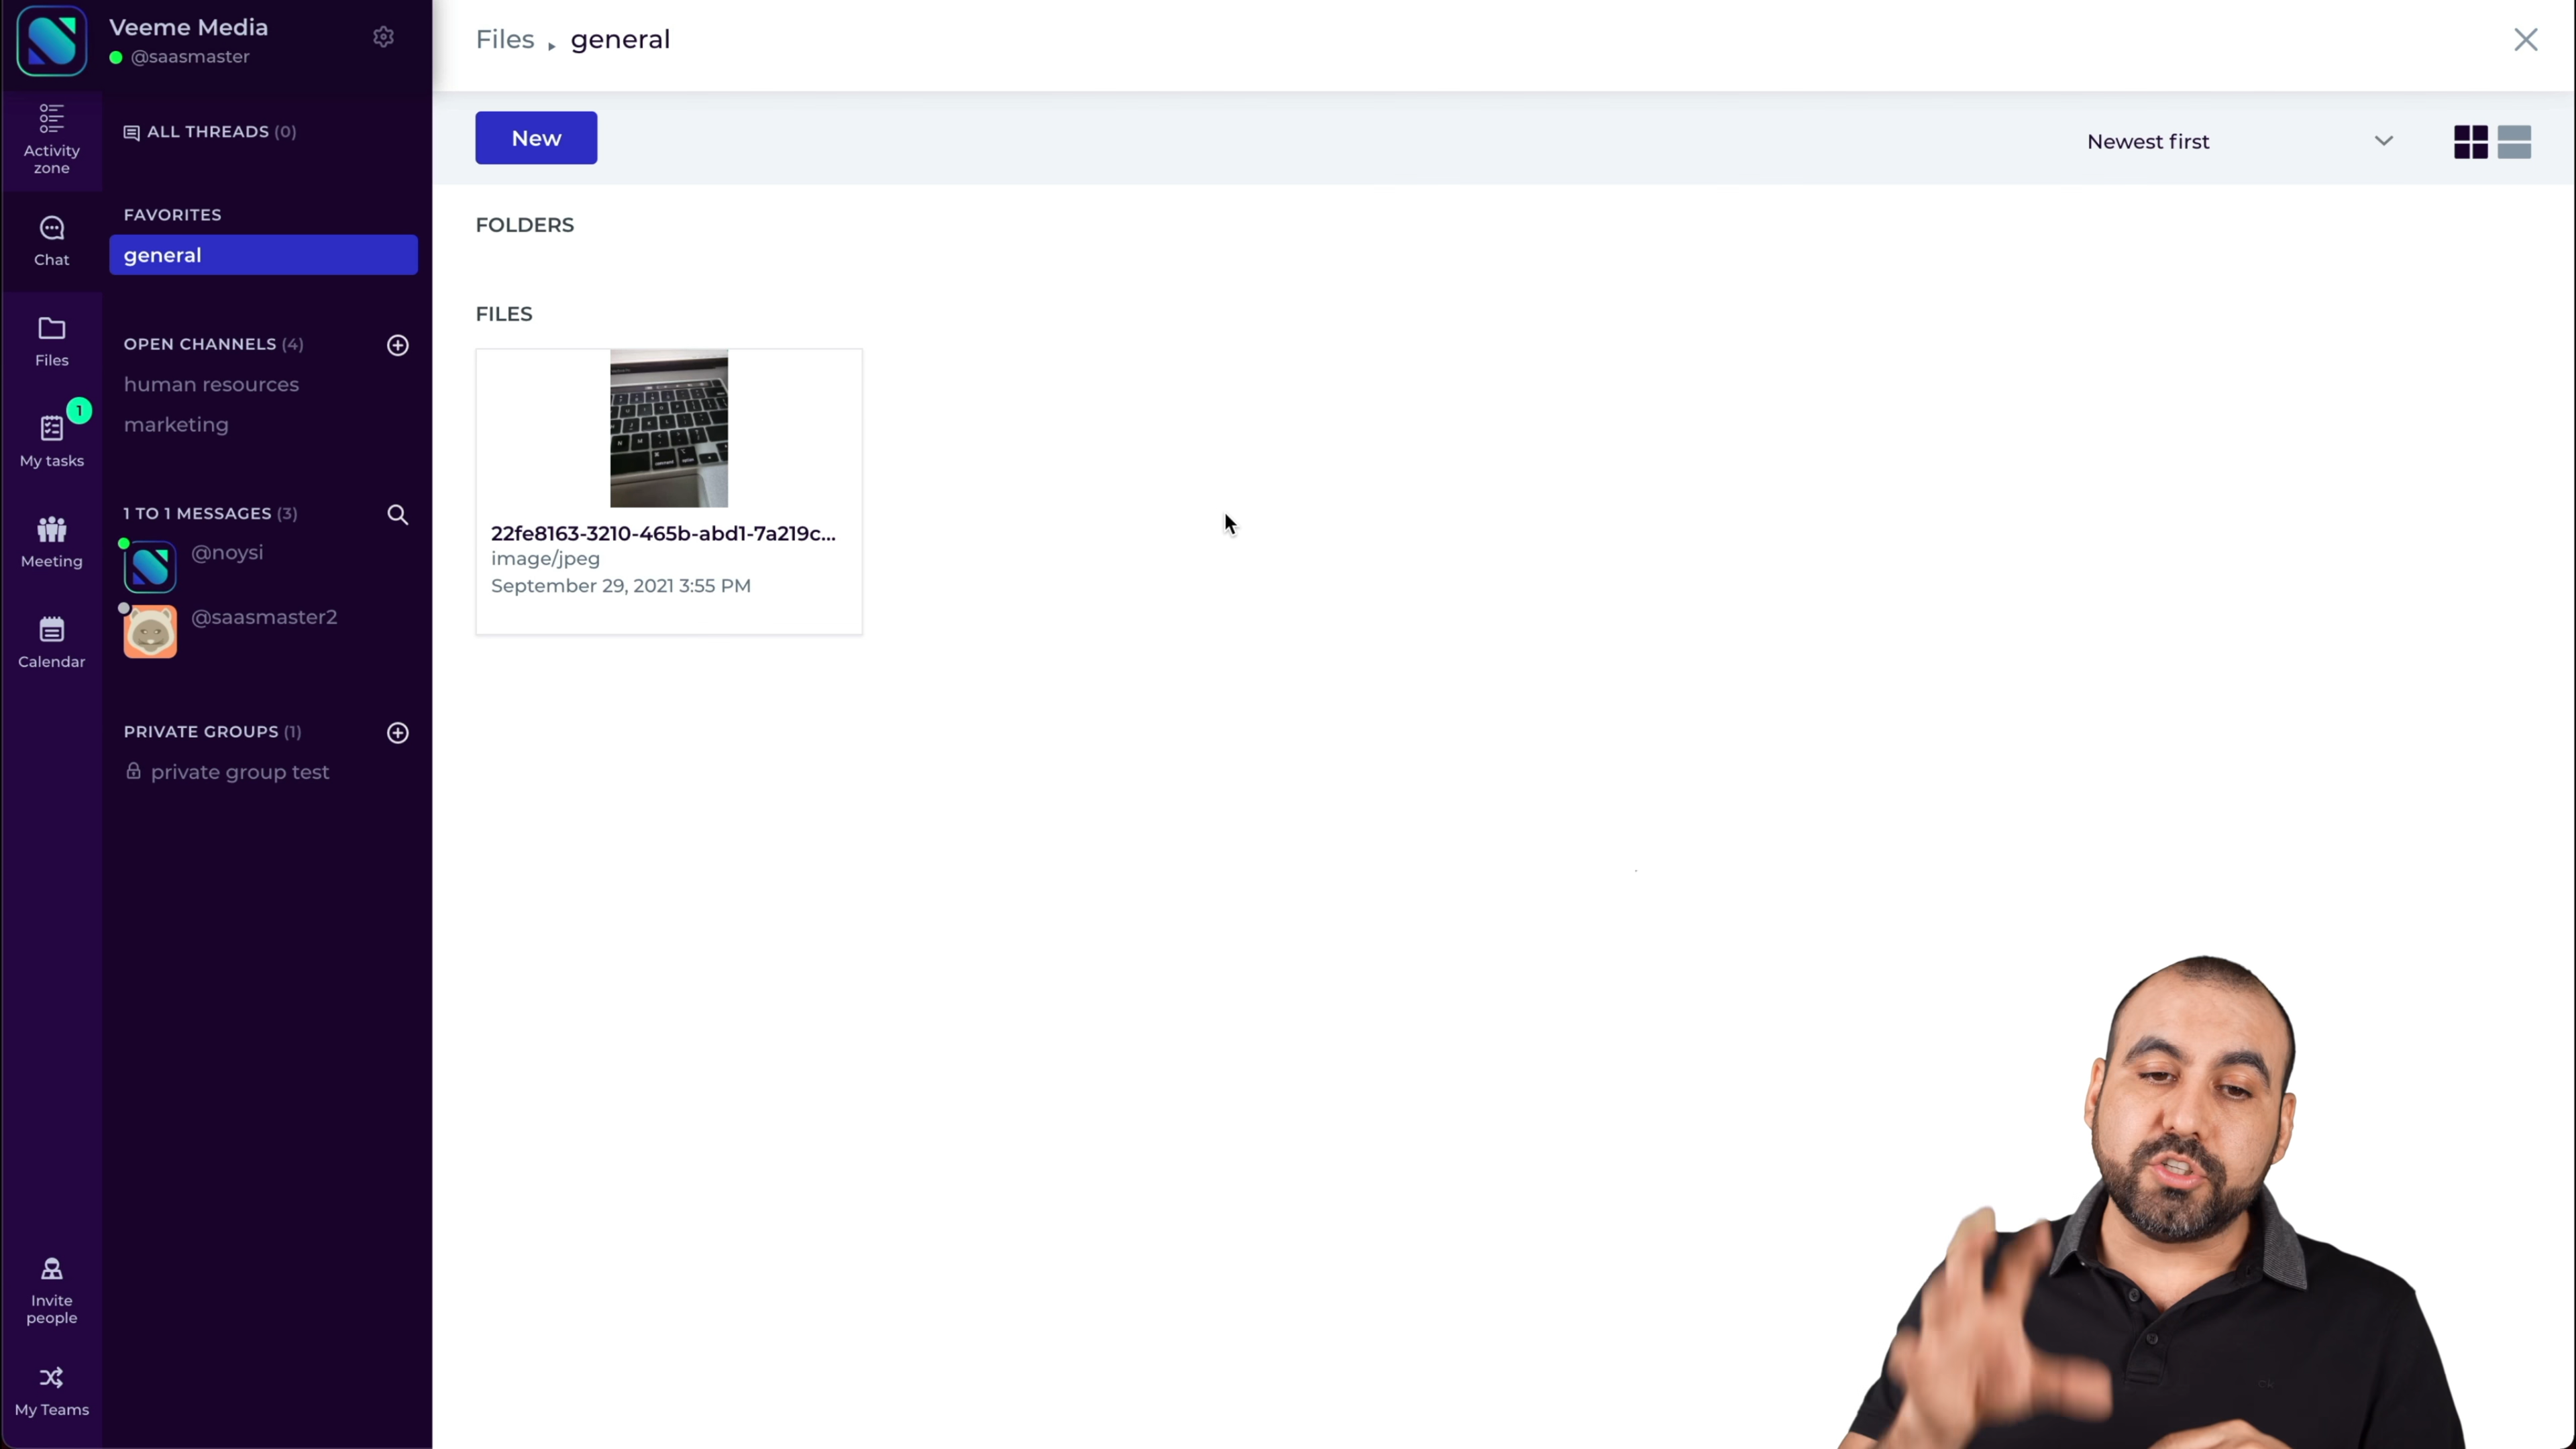 Veeme Media
@saasmaster
Activity
zone
Chat
Files
1
My tasks
Meeting
Calendar
Invite
people
My Teams
ALL THREADS (0)
FAVORITES
general
OPEN CHANNELS (4)
human resources
marketing
1 TO 1 MESSAGES (3)
@noysi
@saasmaster2
PRIVATE GROUPS (1)
private group test
Files ▸ general
New
Newest first
FOLDERS
FILES
22fe8163-3210-465b-abd1-7a219c...
image/jpeg
September 29, 2021 3:55 PM